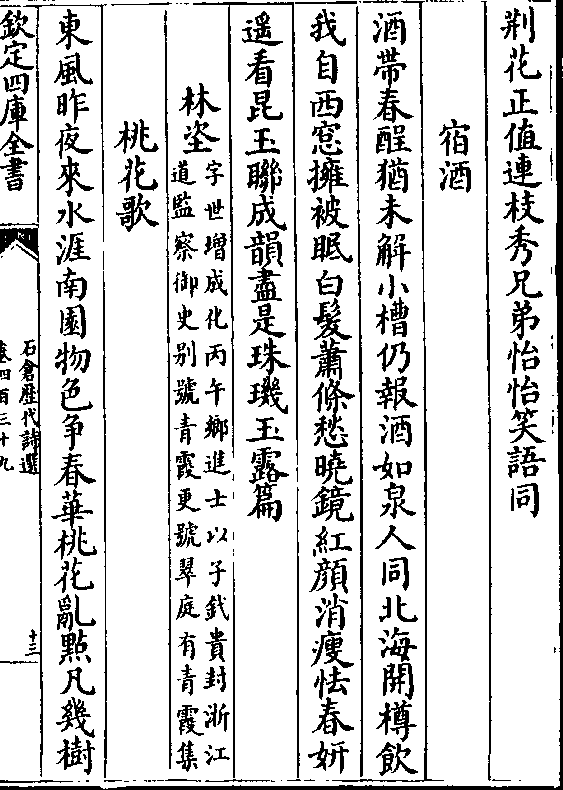 荆花正值連枝秀兄弟怡怡笑語同
宿酒
酒帶春酲猶未解小槽仍報酒如泉人同北海開樽飲
我自西窓擁被眠白髮蕭條愁曉鏡紅顔消瘦怯春妍
遥看昆玉聯成韻盡是珠璣玉露篇
林坙字世增成化丙午鄉進士以子釴貴封浙江
道監察御史别號青霞更號翠庭有青霞集
桃花歌
東風昨夜來水涯南園物色争春華桃花亂㸃凡幾樹
欽定四庫全書
石倉歴代詩選
卷四百三十九
十三